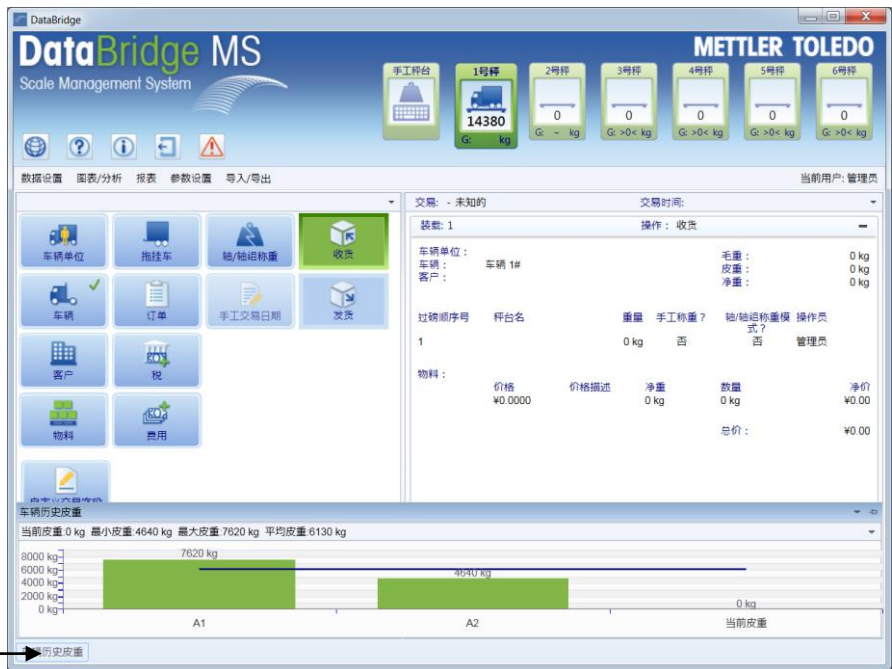 DataBridge
DataBridge MS
Scale Management System
METTLER TOLEDO
手工秤台
1号秤
14380
G: kg
2号秤
0
G: ~ kg
3号秤
0
G: >0< kg
4号秤
0
G: >0< kg
5号秤
0
G: >0< kg
6号秤
0
G: >0< kg
数据设置 图表/分析 报表 参数设置 导入/导出
当前用户: 管理员
车辆单位
拖挂车
轴/轴组称重
收货
车辆
订单
手工交易日期
发货
客户
税
物料
费用
自定义交易字段
交易: - 未知的 交易时间:
装载: 1 操作： 收货
车辆单位：
车辆： 车辆 1#
客户：
毛重： 0 kg
皮重： 0 kg
净重： 0 kg
过磅顺序号 秤台名 重量 手工称重？ 轴/轴组称重模式？ 操作员
1 0 kg 否 否 管理员
物料：
价格 价格描述 净重 数量 净价
¥0.0000 0 kg 0 kg ¥0.00
总价： ¥0.00
车辆历史皮重
当前皮重:0 kg 最小皮重:4640 kg 最大皮重:7620 kg 平均皮重:6130 kg
8000 kg
6000 kg
4000 kg
2000 kg
0 kg
7620 kg
4640 kg
0 kg
A1 A2 当前皮重
历史皮重